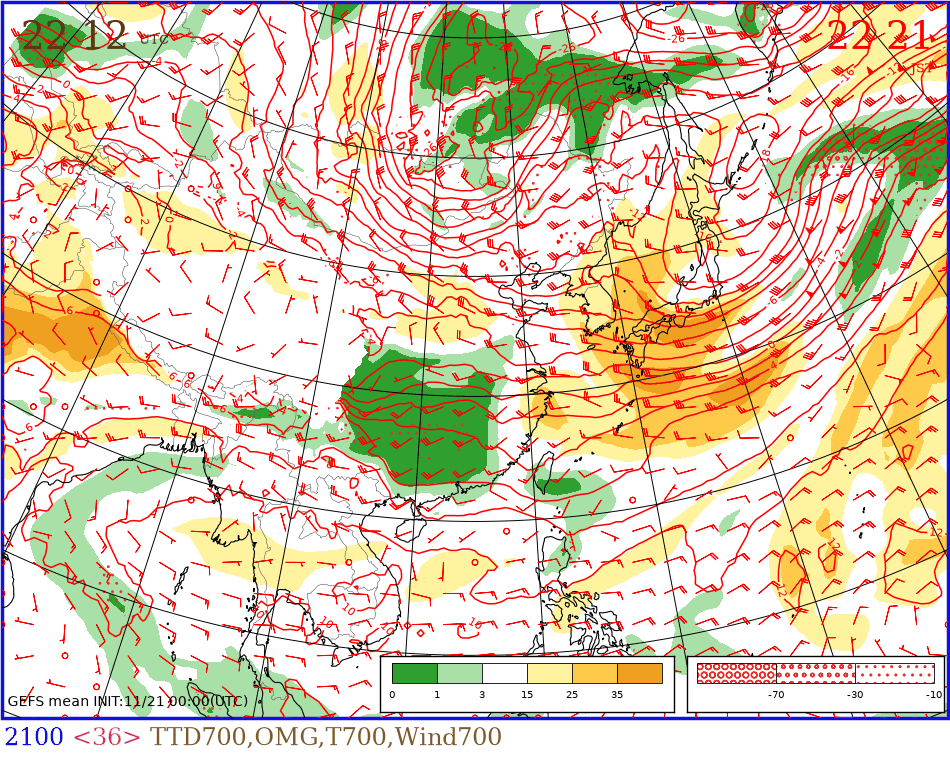 22 12 UTC
22 21 JST
0 1 3 15 25 35
-70 -30 -10
GEFS mean INIT:11/21 00:00(UTC)
2100 <36> TTD700,OMG,T700,Wind700